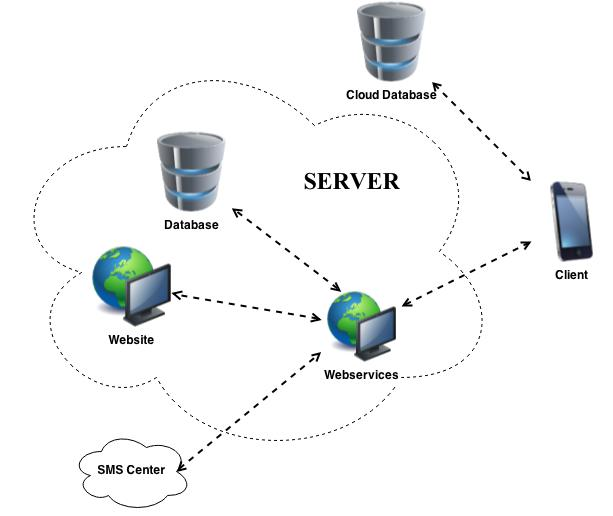 Cloud Database
SERVER
Database
Client
Website
Webservices
SMS Center